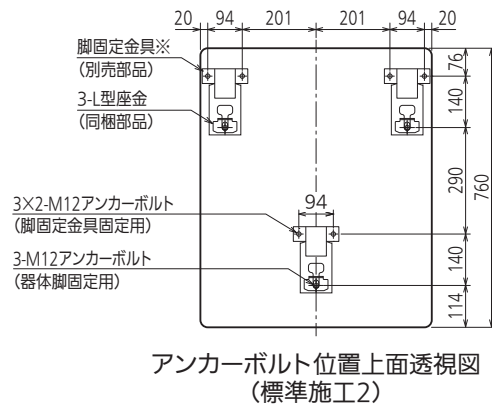 20 94 201 201 94 20
脚固定金具※
(別売部品)
3-L型座金
(同梱部品)
76
140
290
760
3×2-M12アンカーボルト
(脚固定金具固定用)
94
3-M12アンカーボルト
(器体脚固定用)
140
114
アンカーボルト位置上面透視図
(標準施工2)